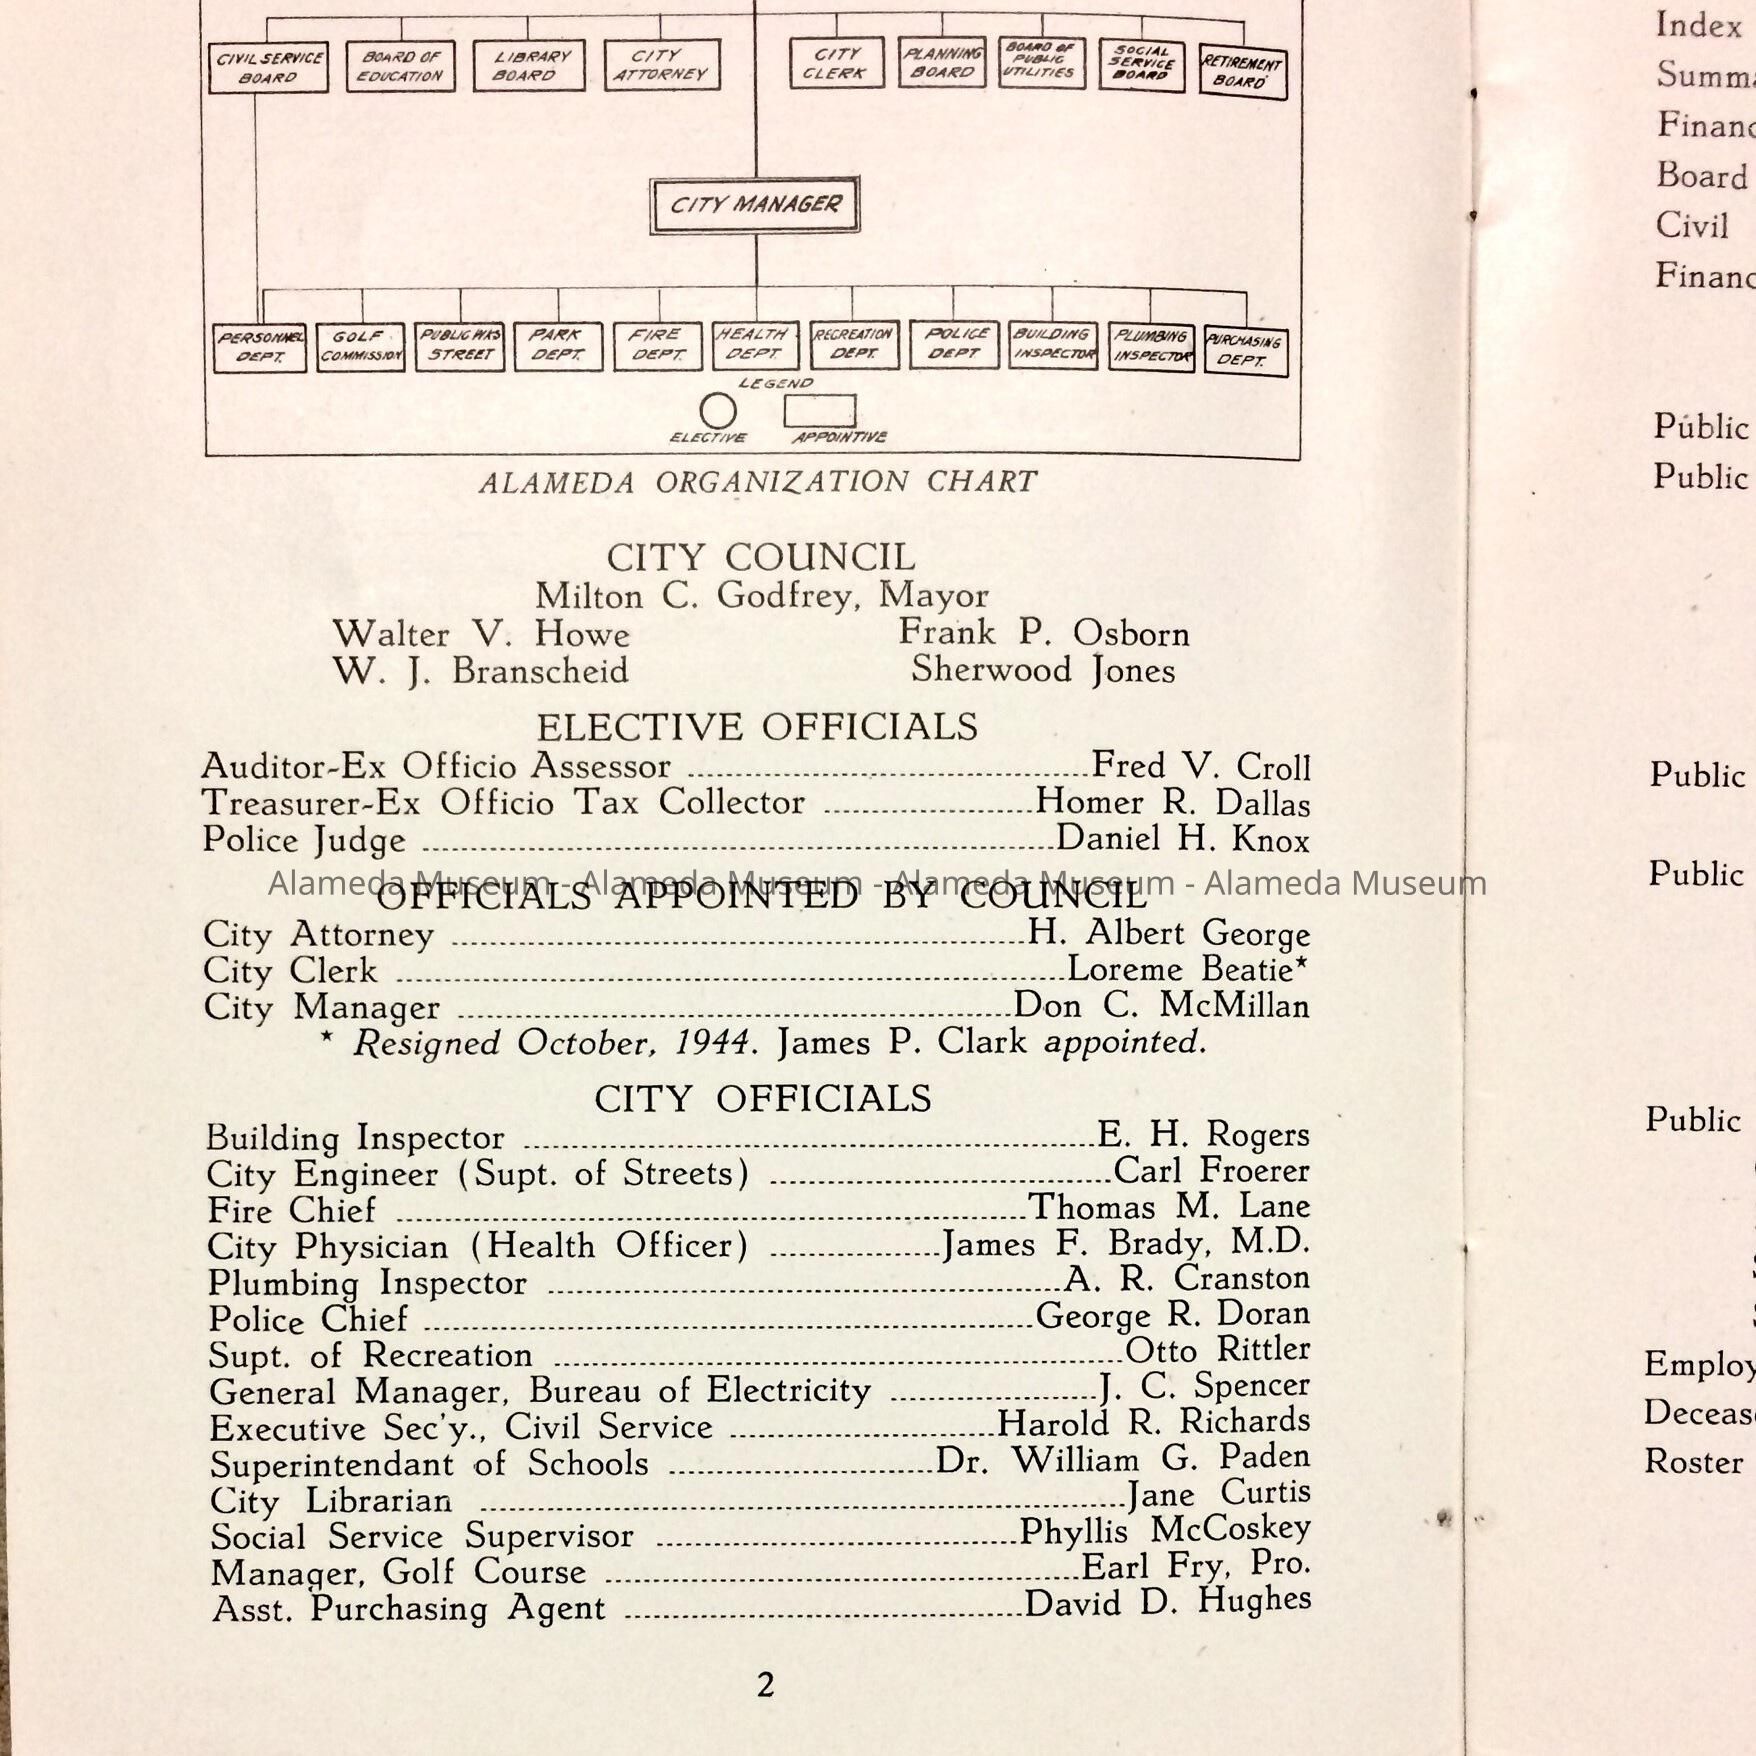 CIVIL SERVICE BOARD
BOARD OF EDUCATION
LIBRARY BOARD
CITY ATTORNEY
CITY CLERK
PLANNING BOARD
BOARD OF PUBLIC UTILITIES
SOCIAL SERVICE BOARD
RETIREMENT BOARD
CITY MANAGER
PERSONNEL DEPT.
GOLF COMMISSION
PUBLIC WKS STREET
PARK DEPT.
FIRE DEPT.
HEALTH DEPT.
RECREATION DEPT.
POLICE DEPT
BUILDING INSPECTOR
PLUMBING INSPECTOR
PURCHASING DEPT.
LEGEND
ELECTIVE APPOINTIVE
ALAMEDA ORGANIZATION CHART
CITY COUNCIL
Milton C. Godfrey, Mayor
Walter V. Howe Frank P. Osborn
W. J. Branscheid Sherwood Jones
ELECTIVE OFFICIALS
Auditor-Ex Officio Assessor Fred V. Croll
Treasurer-Ex Officio Tax Collector Homer R. Dallas
Police Judge Daniel H. Knox
Alameda Museum - Alameda Museum - Alameda Museum - Alameda Museum
OFFICIALS APPOINTED BY COUNCIL
City Attorney H. Albert George
City Clerk Loreme Beatie*
City Manager Don C. McMillan
* Resigned October, 1944. James P. Clark appointed.
CITY OFFICIALS
Building Inspector E. H. Rogers
City Engineer (Supt. of Streets) Carl Froerer
Fire Chief Thomas M. Lane
City Physician (Health Officer) James F. Brady, M.D.
Plumbing Inspector A. R. Cranston
Police Chief George R. Doran
Supt. of Recreation Otto Rittler
General Manager, Bureau of Electricity J. C. Spencer
Executive Sec'y., Civil Service Harold R. Richards
Superintendant of Schools Dr. William G. Paden
City Librarian Jane Curtis
Social Service Supervisor Phyllis McCoskey
Manager, Golf Course Earl Fry, Pro.
Asst. Purchasing Agent David D. Hughes
2
Index
Board
Civil
Public
Public
Public
Public
Public
Roster